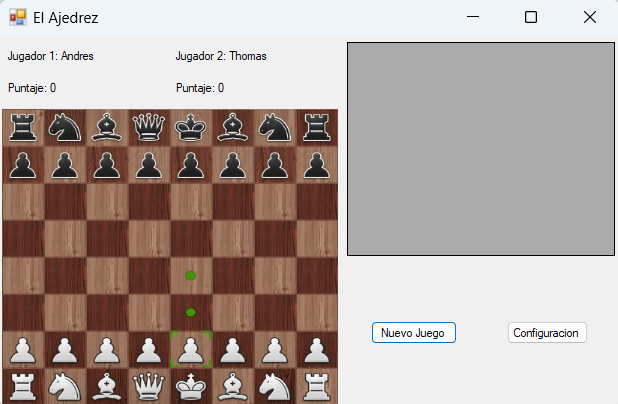 El Ajedrez
Jugador 1: Andres
Jugador 2: Thomas
Puntaje: 0
Puntaje: 0
Nuevo Juego
Configuracion